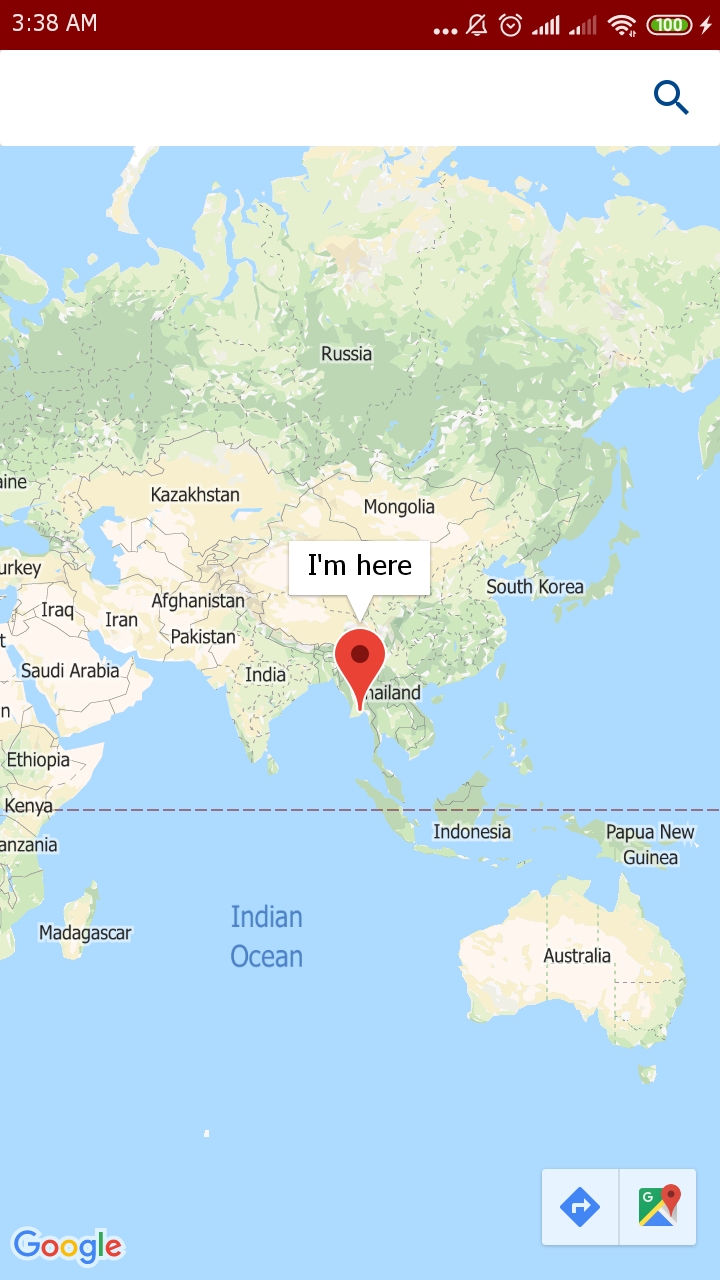 3:38 AM
100
Russia
aine
Kazakhstan
Mongolia
I'm here
urkey
South Korea
Iraq
Iran
Afghanistan
Pakistan
t
Saudi Arabia
India
hailand
n
Ethiopia
Kenya
Indonesia
Papua New
Guinea
anzania
Indian
Ocean
Madagascar
Australia
G
Google